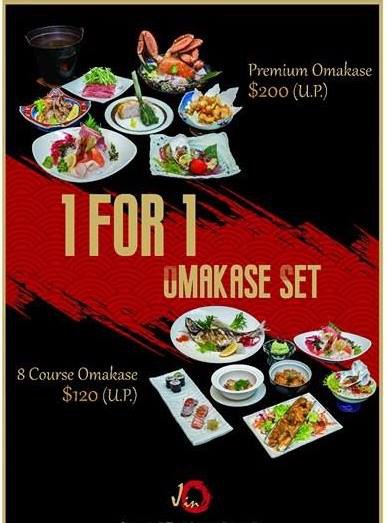 Premium Omakase
$200 (U.P.)
1 FOR 1
OMAKASE SET
8 Course Omakase
$120 (U.P.)
Jin